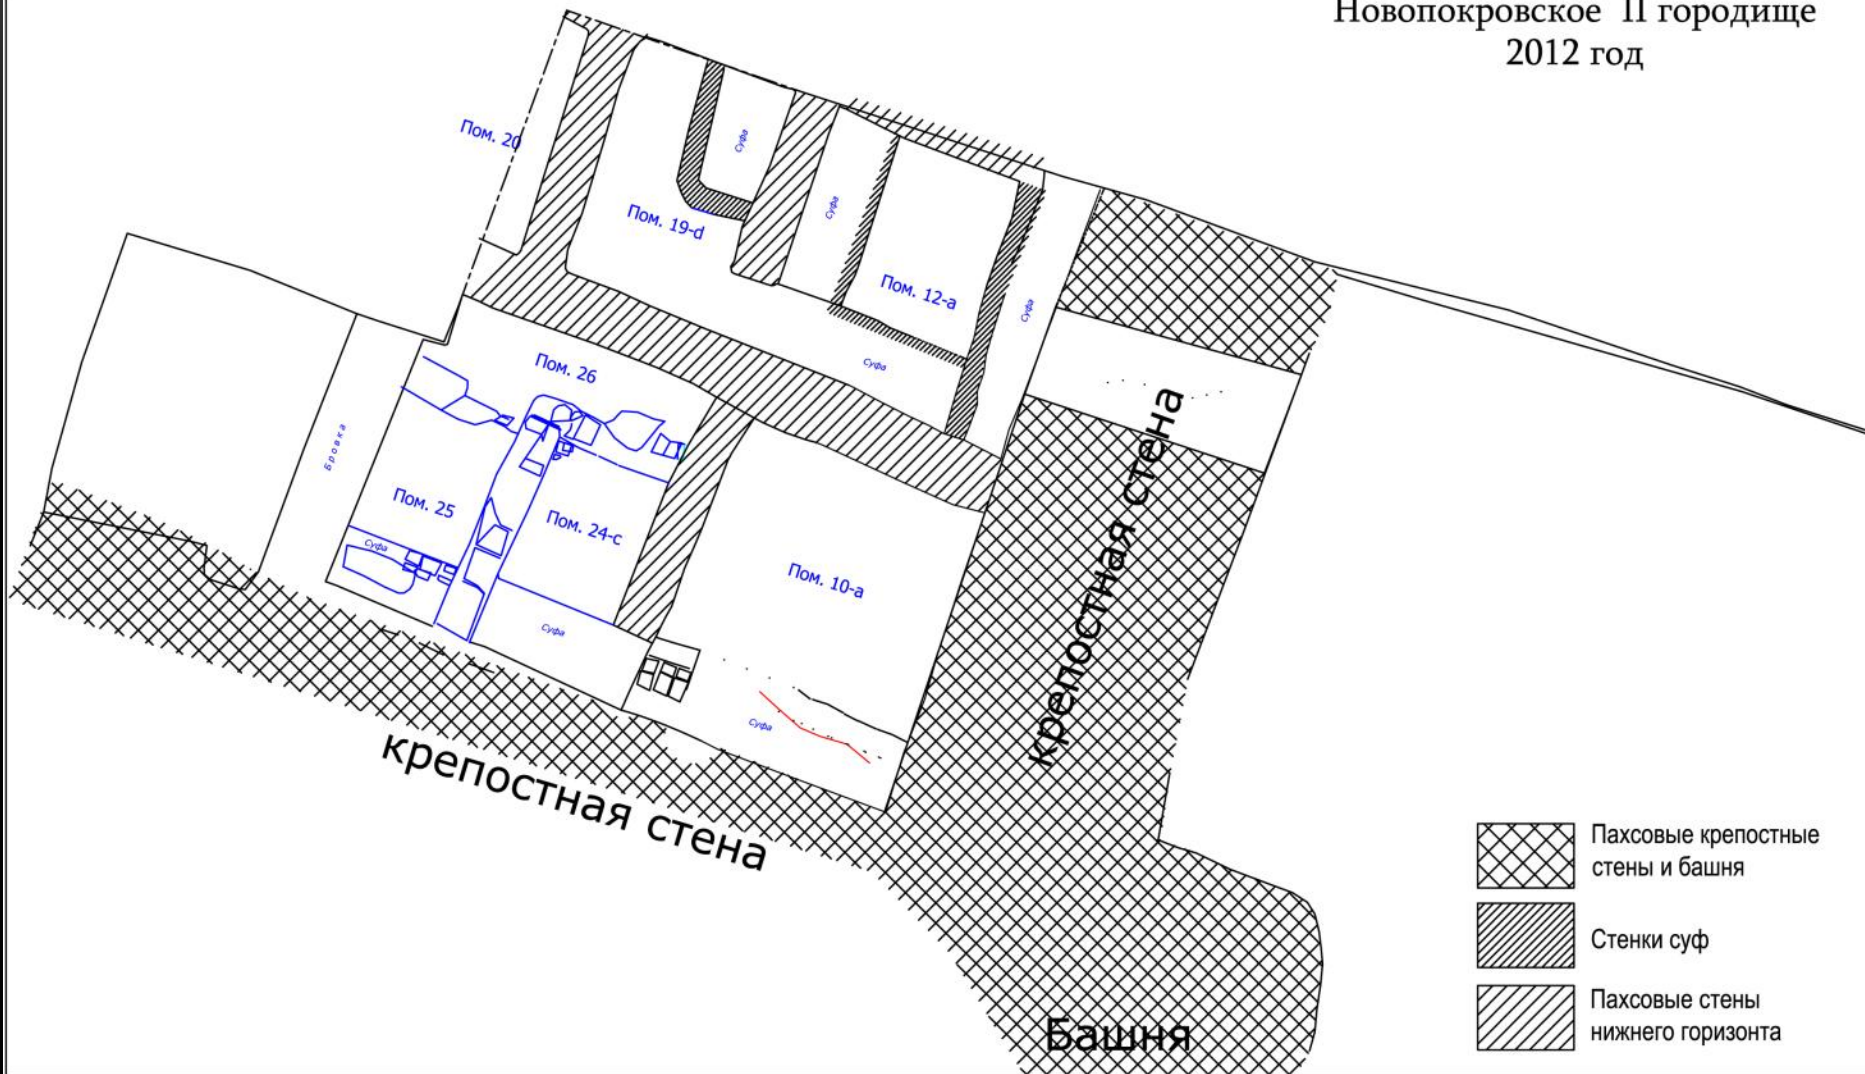 Новопокровское II городище
2012 год
Пом. 20
Суфа
Пом. 19-d
Суфа
Пом. 12-а
Суфа
Суфа
Пом. 26
Бровка
Пом. 25
Суфа
Пом. 24-с
Суфа
Пом. 10-а
Суфа
крепостная стена
крепостная стена
Башня
Пахсовые крепостные
стены и башня
Стенки суф
Пахсовые стены
нижнего горизонта